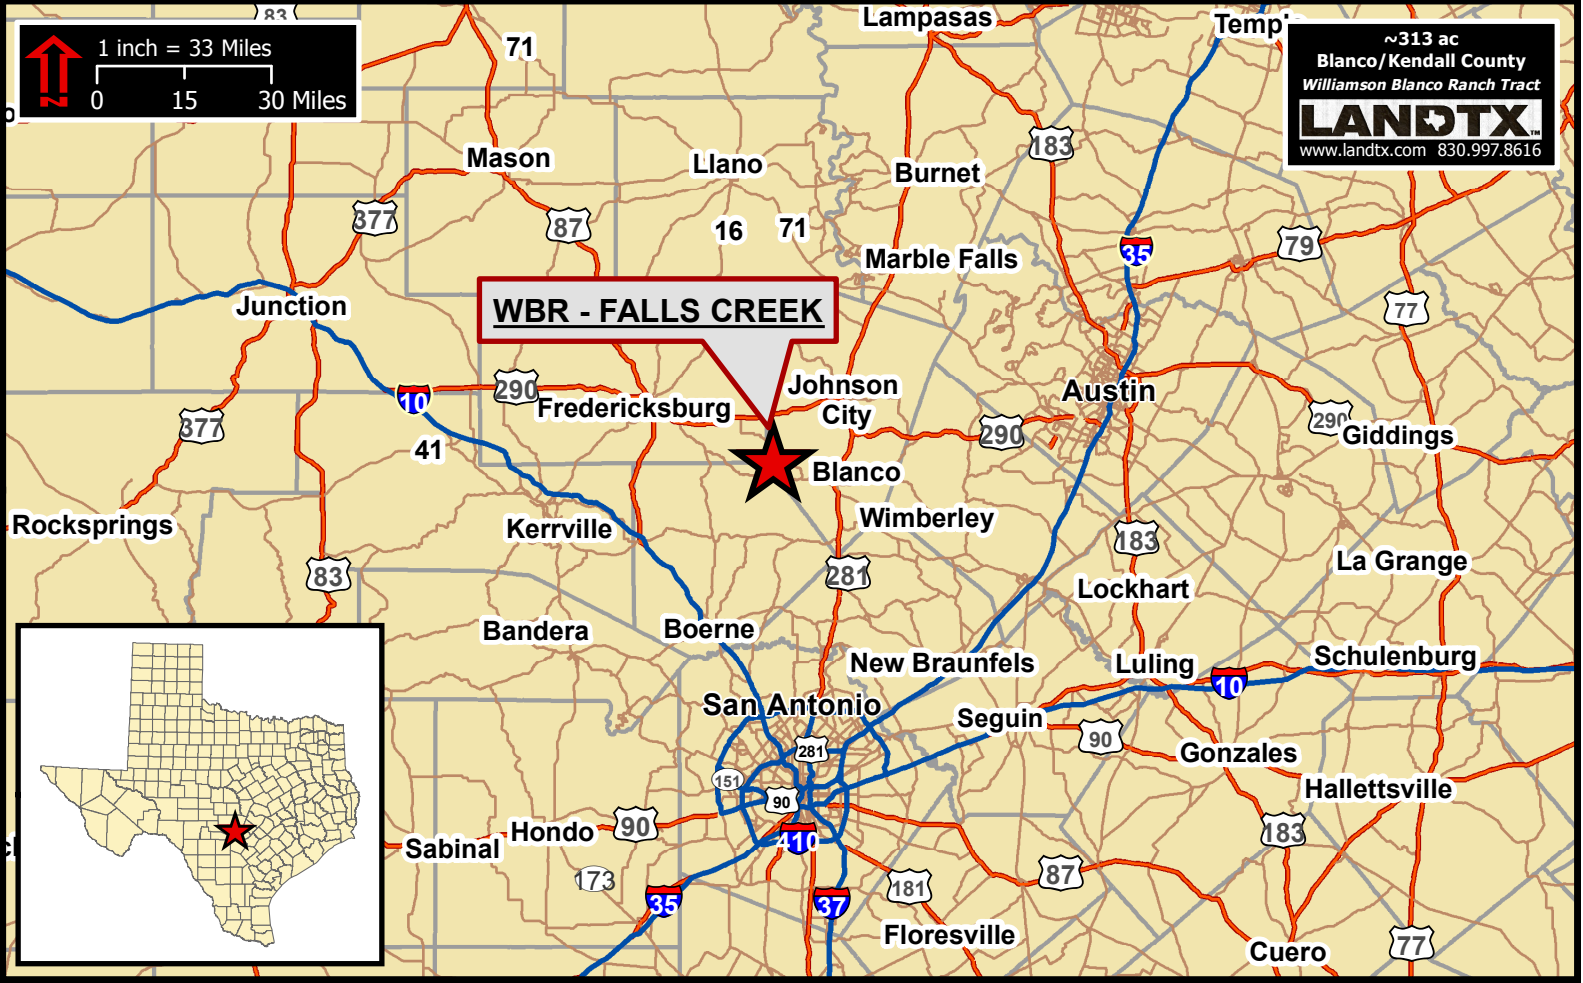 83
1 inch = 33 Miles
0 15 30 Miles
N
71
Lampasas
~313 ac
Blanco/Kendall County
Williamson Blanco Ranch Tract
LANDTX™
www.landtx.com 830.997.8616
183
Mason
Llano
Burnet
377
87
16
71
35
79
Marble Falls
Junction
WBR - FALLS CREEK
77
10
290
Fredericksburg
Johnson
City
Austin
377
41
290
290
Giddings
Blanco
Rocksprings
Kerrville
Wimberley
183
83
281
La Grange
Lockhart
Bandera
Boerne
New Braunfels
Luling
10
Schulenburg
San Antonio
Seguin
90
281
151
90
Gonzales
Hallettsville
Sabinal
Hondo
90
410
183
173
35
37
181
87
Floresville
Cuero
77